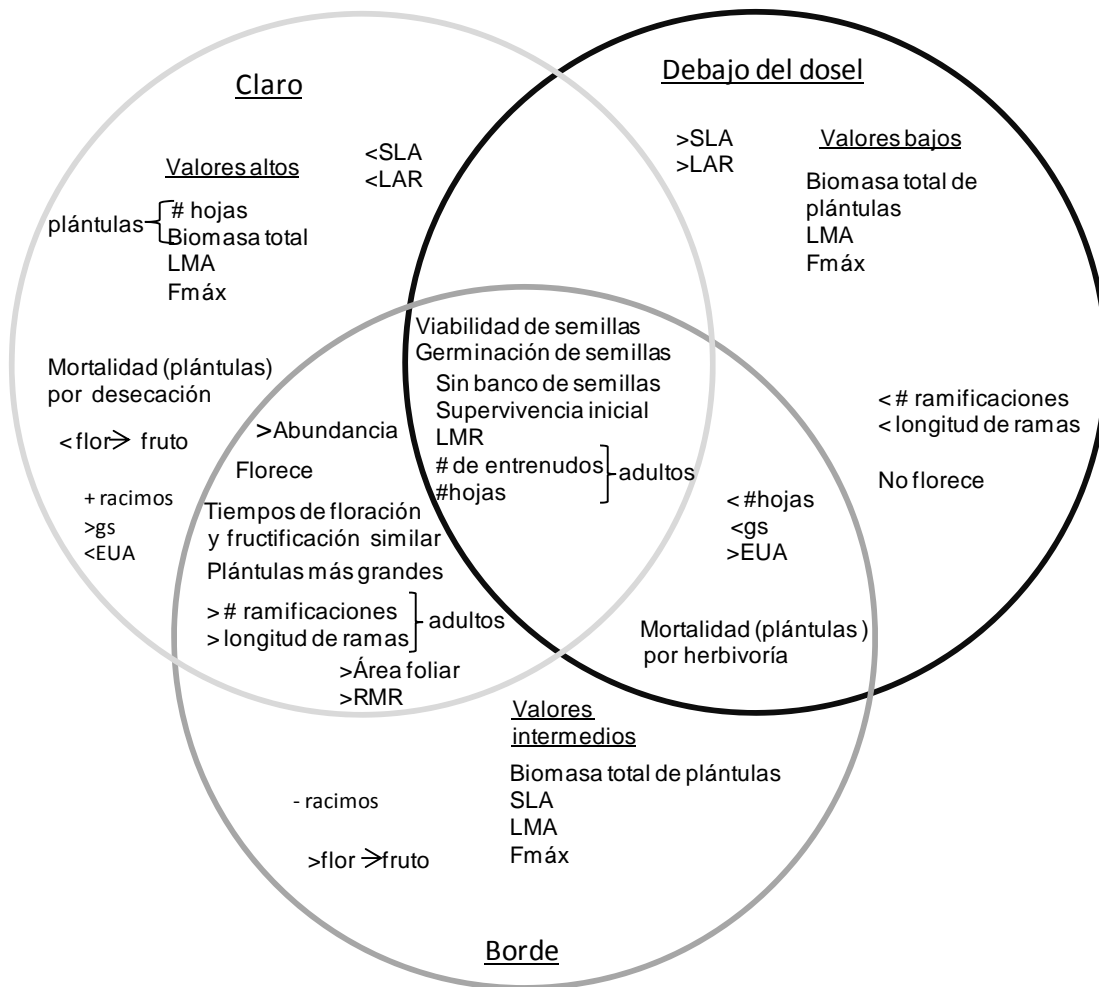 Claro
Valores altos
<SLA
<LAR
plántulas
# hojas
Biomasa total
LMA
Fmáx
Mortalidad (plántulas)
por desecación
< flor→ fruto
+ racimos
>gs
<EUA
Debajo del dosel
>SLA
>LAR
Valores bajos
Biomasa total de
plántulas
LMA
Fmáx
< # ramificaciones
< longitud de ramas
No florece
Viabilidad de semillas
Germinación de semillas
Sin banco de semillas
Supervivencia inicial
LMR
# de entrenudos
#hojas
adultos
>Abundancia
Florece
Tiempos de floración
y fructificación similar
Plántulas más grandes
> # ramificaciones
> longitud de ramas
adultos
>Área foliar
>RMR
< #hojas
<gs
>EUA
Mortalidad (plántulas )
por herbivoría
Valores
intermedios
Biomasa total de plántulas
SLA
LMA
Fmáx
- racimos
>flor →fruto
Borde